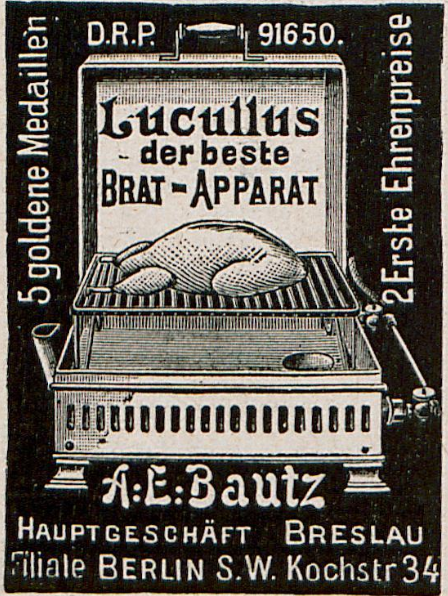 D.R.P. 91650.
5 goldene Medaillen
Lucullus
der beste
BRAT-APPARAT
2 Erste Ehrenpreise
A:E:Bautz
HAUPTGESCHÄFT BRESLAU
Filiale BERLIN S.W. Kochstr 34